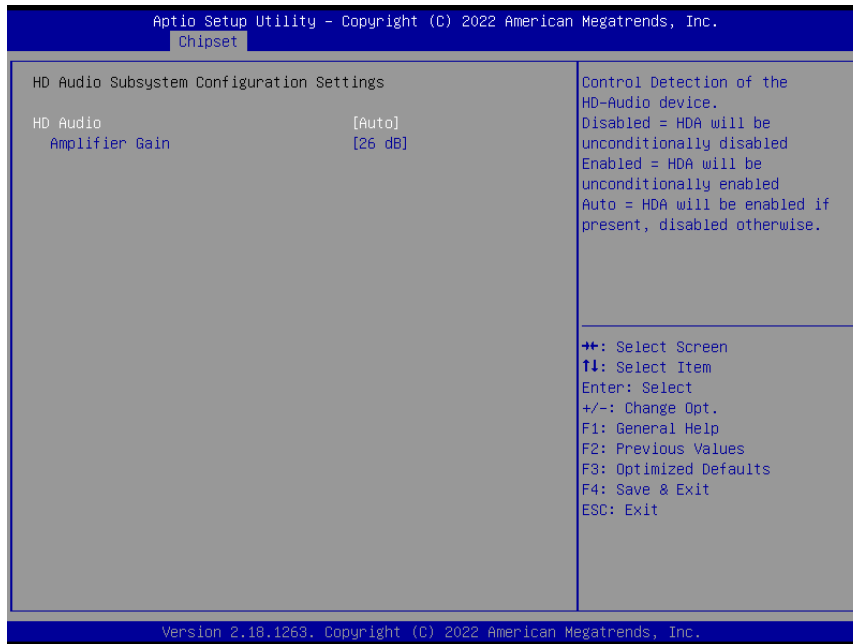 Aptio Setup Utility – Copyright (C) 2022 American Megatrends, Inc.
Chipset
HD Audio Subsystem Configuration Settings
HD Audio [Auto]
Amplifier Gain [26 dB]
Control Detection of the
HD-Audio device.
Disabled = HDA will be
unconditionally disabled
Enabled = HDA will be
unconditionally enabled
Auto = HDA will be enabled if
present, disabled otherwise.
→←: Select Screen
↑↓: Select Item
Enter: Select
+/-: Change Opt.
F1: General Help
F2: Previous Values
F3: Optimized Defaults
F4: Save & Exit
ESC: Exit
Version 2.18.1263. Copyright (C) 2022 American Megatrends, Inc.